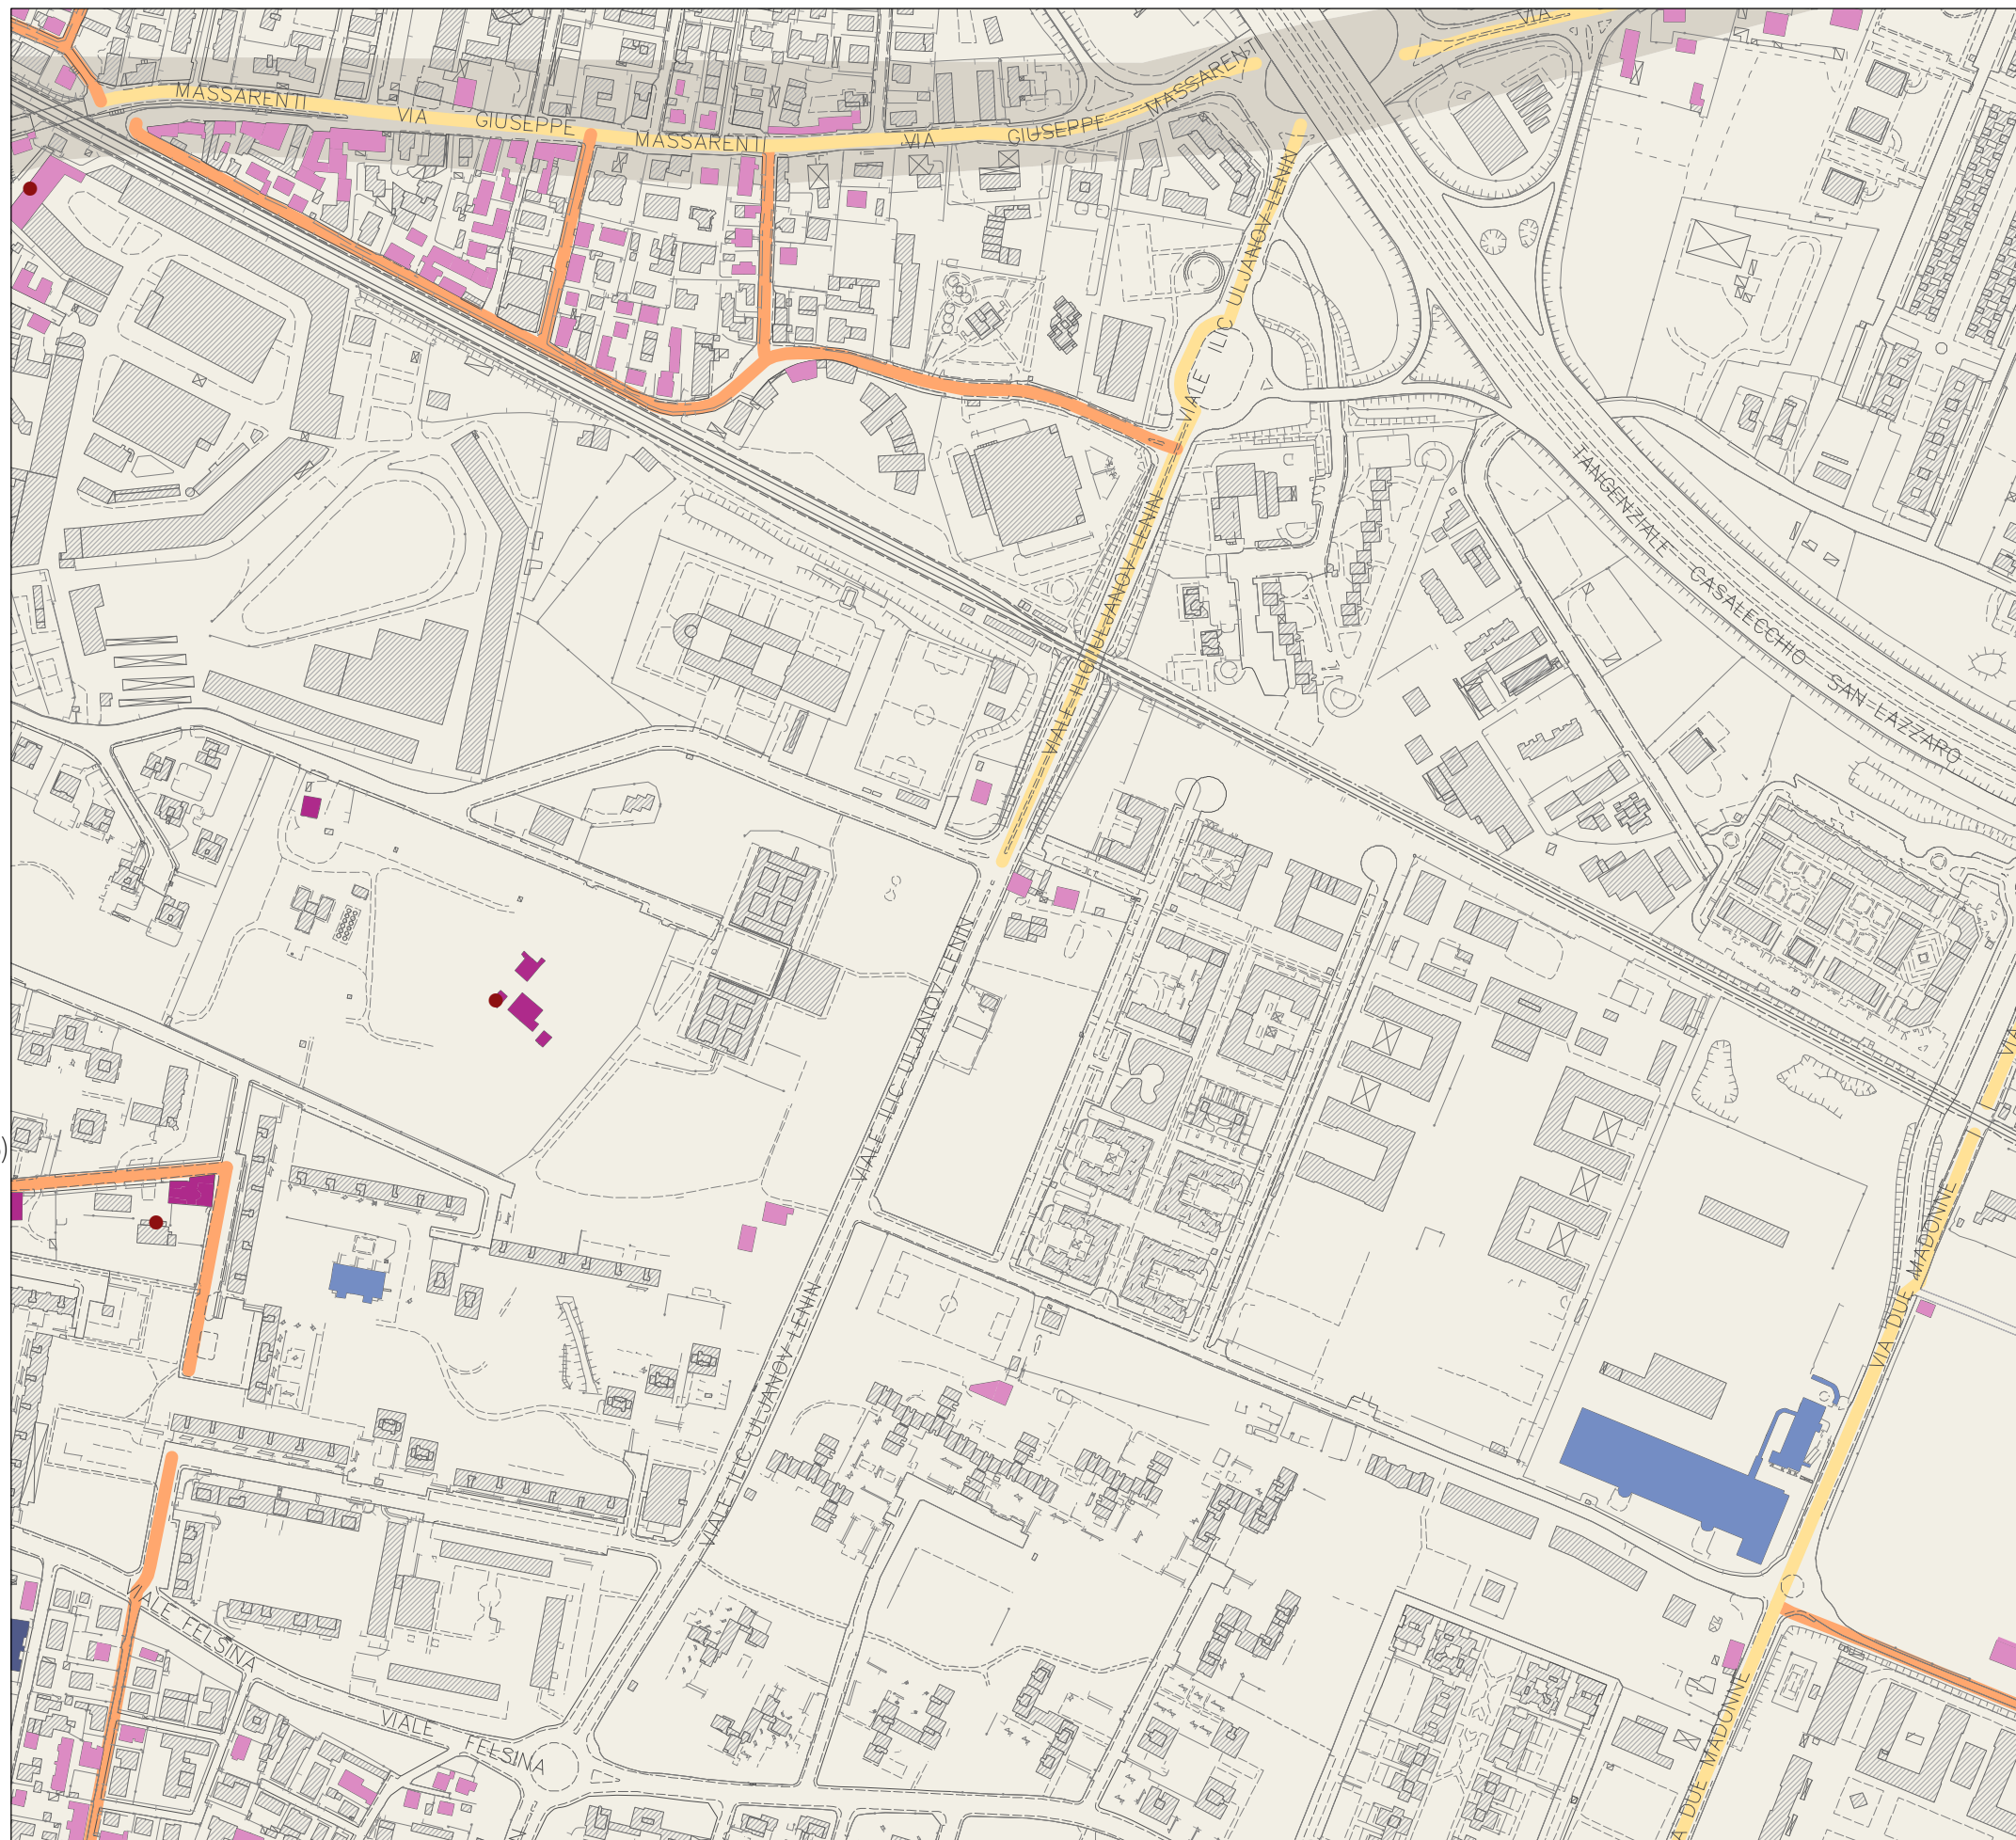 VIA
MASSARENTI
VIA
GIUSEPPE
MASSARENTI
VIA
GIUSEPPE
MASSAREN
VIALE ILIC ULJANOV LENIN
TANGENZIALE
CASALECCHIO
SAN LAZZARO
VIALE ILIC ULJANOV LENIN
VIALE ILIC ULJANOV LENIN
VIA
)
VIA DUE MADONNE
VIALE ILIC ULJANOV LENIN
VIALE FELSINA
VIALE
FELSINA
A DUE MADONNE